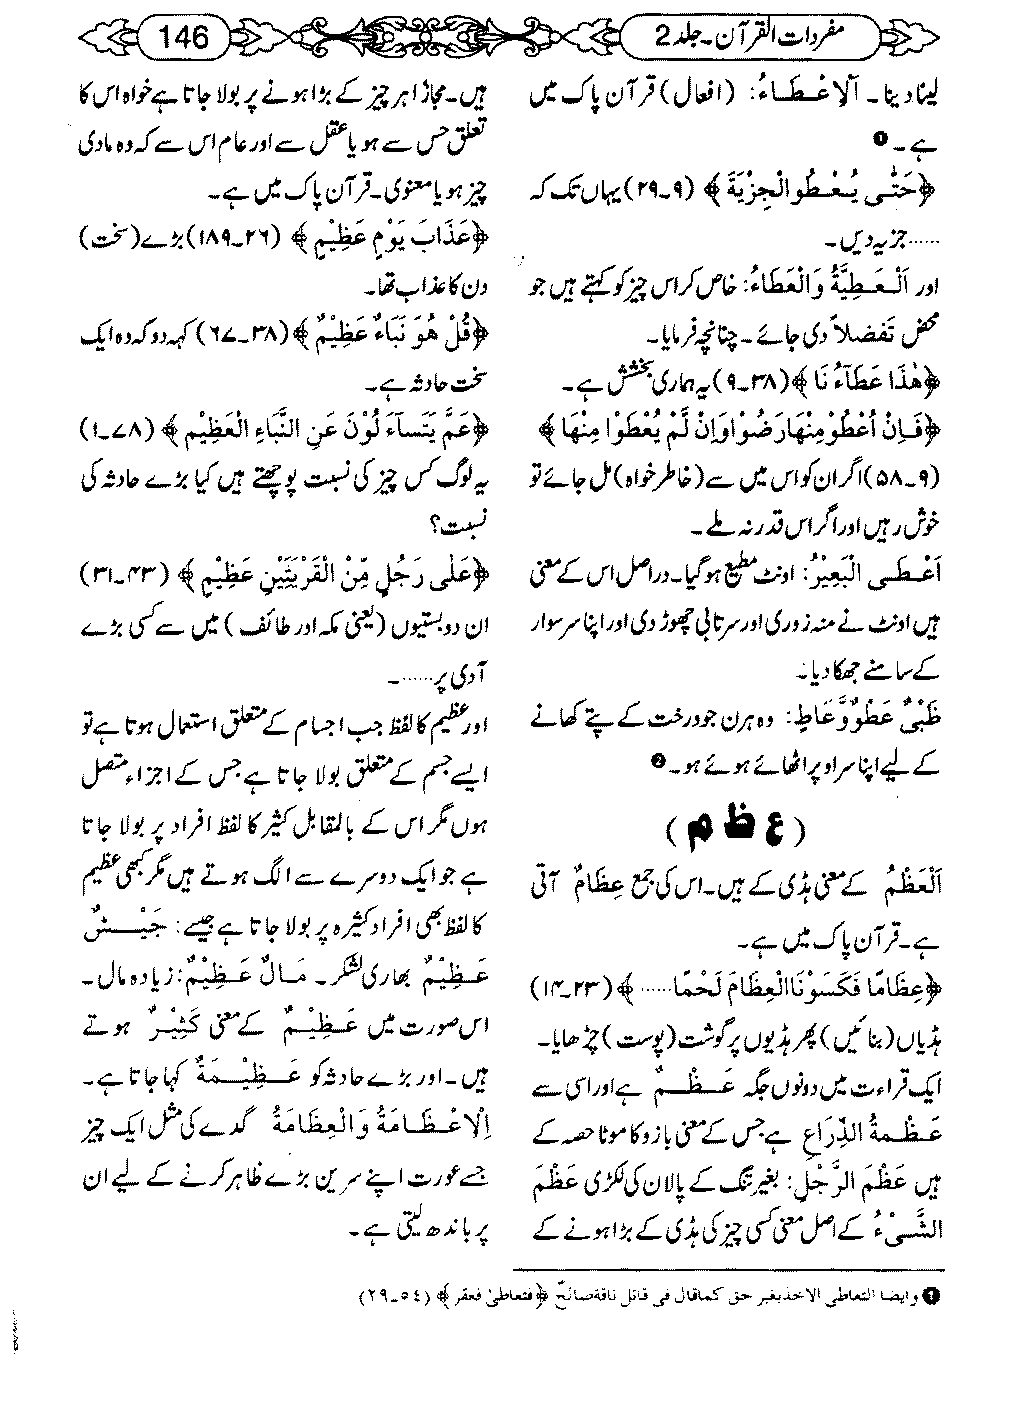 مفردات القرآن۔جلد2
146
لینا دینا۔ اَلْاِعْطَاءُ: (افعال) قرآن پاک میں
ہے۔❶
﴿حَتّٰی یُعْطُوا الْجِزْیَةَ﴾ (۹۔۲۹) یہاں تک کہ
......جزیہ دیں۔
اور اَلْعَطِیَّةُ وَالْعَطَاءُ: خاص کر اس چیز کو کہتے ہیں جو
محض تَفَضلاً دی جائے۔ چنانچہ فرمایا۔
﴿هٰذَا عَطَآءُ نَا﴾ (۳۸۔۹) یہ ہماری بخشش ہے۔
﴿فَاِنْ اُعْطُوْمِنْهَارَضُوْاوَاِنْ لَّمْ یُعْطَوْا مِنْهَا﴾
(۹۔۵۸) اگر ان کو اس میں سے (خاطر خواہ) مل جائے تو
خوش رہیں اور اگر اس قدر نہ ملے۔
اَعْطَی الْبَعِیْرُ: اونٹ مطیع ہو گیا۔ دراصل اس کے معنی
ہیں اونٹ نے منہ زوری اور سرتابی چھوڑ دی اور اپنا سر سوار
کے سامنے جھکا دیا۔
ظَبْیٌ عَطْوٌوَّعَاطٍ: وہ ہرن جو درخت کے پتے کھانے
کے لیے اپنا سر اوپر اٹھائے ہوئے ہو۔❷
(ع ظ م)
اَلْعَظْمُ کے معنی ہڈی کے ہیں۔ اس کی جمع عِظَامٌ آتی
ہے۔ قرآن پاک میں ہے۔
﴿عِظَامًا فَكَسَوْنَاالْعِظَامَ لَحْمًا......﴾ (۲۳۔۱۴)
ہڈیاں (بنائیں) پھر ہڈیوں پر گوشت (پوست) چڑھایا۔
ایک قراءت میں دونوں جگہ عَظْمٌ ہے اور اسی سے
عَظْمَةُ الذِّرَاعِ ہے جس کے معنی بازو کا موٹا حصہ کے
ہیں عَظْمَ الرَّحْلِ: بغیر تنگ کے پالان کی لکڑی عَظْمَ
الشَّیْءُ کے اصل معنی کسی چیز کی ہڈی کے بڑا ہونے کے
ہیں۔ مجازاً ہر چیز کے بڑا ہونے پر بولا جاتا ہے خواہ اس کا
تعلق حس سے ہو یا عقل سے اور عام اس سے کہ وہ مادی
چیز ہو یا معنوی۔ قرآن پاک میں ہے۔
﴿عَذَابَ یَوْمٍ عَظِیْمٍ﴾ (۲۶۔۱۸۹) بڑے (سخت)
دن کا عذاب تھا۔
﴿قُلْ هُوَ نَبَاءٌ عَظِیْمٌ﴾ (۳۸۔۶۷) کہہ دو کہ وہ ایک
سخت حادثہ ہے۔
﴿عَمَّ یَتَسآءَ لُوْنَ عَنِ النَّبَاءِ الْعَظِیْمِ﴾ (۷۸۔۱)
یہ لوگ کس چیز کی نسبت پوچھتے ہیں کیا بڑے حادثہ کی
نسبت؟
﴿عَلٰی رَجُلٍ مِّنَ الْقَرْیَتَیْنِ عَظِیْمٍ﴾ (۴۳۔۳۱)
ان دو بستیوں (یعنی مکہ اور طائف) میں سے کسی بڑے
آدمی پر......۔
اور عظیم کا لفظ جب اجسام کے متعلق استعمال ہوتا ہے تو
ایسے جسم کے متعلق بولا جاتا ہے جس کے اجزاء متصل
ہوں مگر اس کے بالمقابل کثیر کا لفظ افراد پر بولا جاتا
ہے جو ایک دوسرے سے الگ ہوتے ہیں مگر کبھی عظیم
کا لفظ بھی افراد کثیرہ پر بولا جاتا ہے جیسے: جَیْشٌ
عَظِیْمٌ بھاری لشکر۔ مَالٌ عَظِیْمٌ: زیادہ مال۔
اس صورت میں عَظِیْمٌ کے معنی كَثِیْرٌ ہوتے
ہیں۔ اور بڑے حادثہ کو عَظِیْمَةٌ کہا جاتا ہے۔
اِلْاعْظَامَةُ وَالْعِظَامَةُ گدے کی مثل ایک چیز
جسے عورت اپنے سرین بڑے ظاہر کرنے کے لیے ان
پر باندھ لیتی ہے۔
❶ وایضا التعاطی الاخذبغیر حق کماقال فی قاتل ناقة صالحؑ ﴿فتعاطیٰ فعقر﴾ (٥٤۔٢٩)